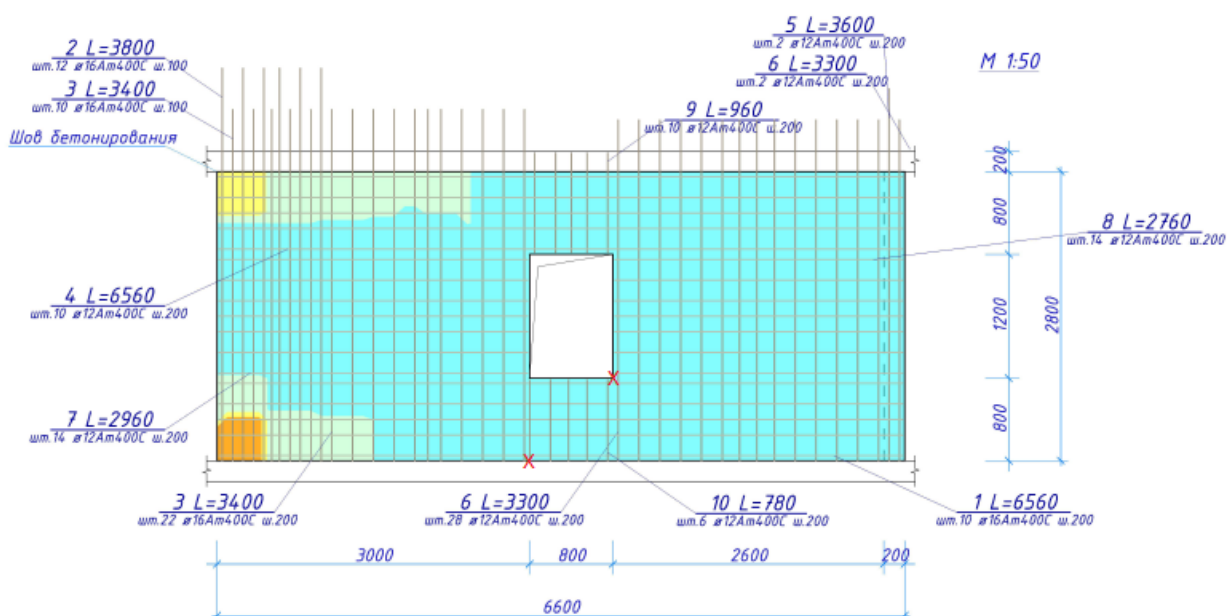 2 L=3800
шт.12 ⌀16Ат400С ш.100
3 L=3400
шт.10 ⌀16Ат400С ш.100
Шов бетонирования
5 L=3600
шт.2 ⌀12Ат400С ш.200
6 L=3300
шт.2 ⌀12Ат400С ш.200
М 1:50
9 L=960
шт.10 ⌀12Ат400С ш.200
200
800
8 L=2760
шт.14 ⌀12Ат400С ш.200
4 L=6560
шт.10 ⌀12Ат400С ш.200
1200
2800
7 L=2960
шт.14 ⌀12Ат400С ш.200
800
3 L=3400
шт.22 ⌀16Ат400С ш.200
6 L=3300
шт.28 ⌀12Ат400С ш.200
10 L=780
шт.6 ⌀12Ат400С ш.200
1 L=6560
шт.10 ⌀16Ат400С ш.200
3000
800
2600
200
6600